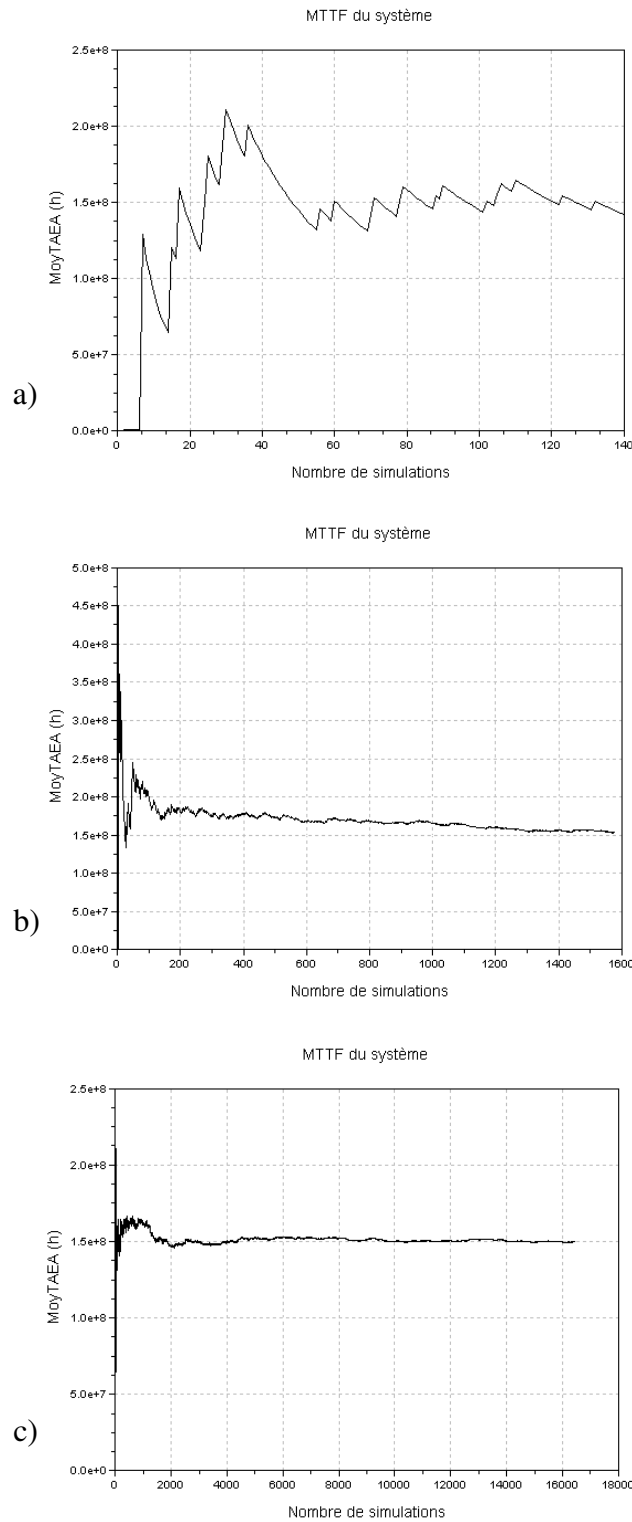 MTTF du système
2.5e+8
2.0e+8
1.5e+8
1.0e+8
5.0e+7
0.0e+0
MoyTAEA (h)
0 20 40 60 80 100 120 140
Nombre de simulations
a)
MTTF du système
5.0e+8
4.5e+8
4.0e+8
3.5e+8
3.0e+8
2.5e+8
2.0e+8
1.5e+8
1.0e+8
5.0e+7
0.0e+0
MoyTAEA (h)
0 200 400 600 800 1000 1200 1400 1600
Nombre de simulations
b)
MTTF du système
2.5e+8
2.0e+8
1.5e+8
1.0e+8
5.0e+7
0.0e+0
MoyTAEA (h)
0 2000 4000 6000 8000 10000 12000 14000 16000 18000
Nombre de simulations
c)